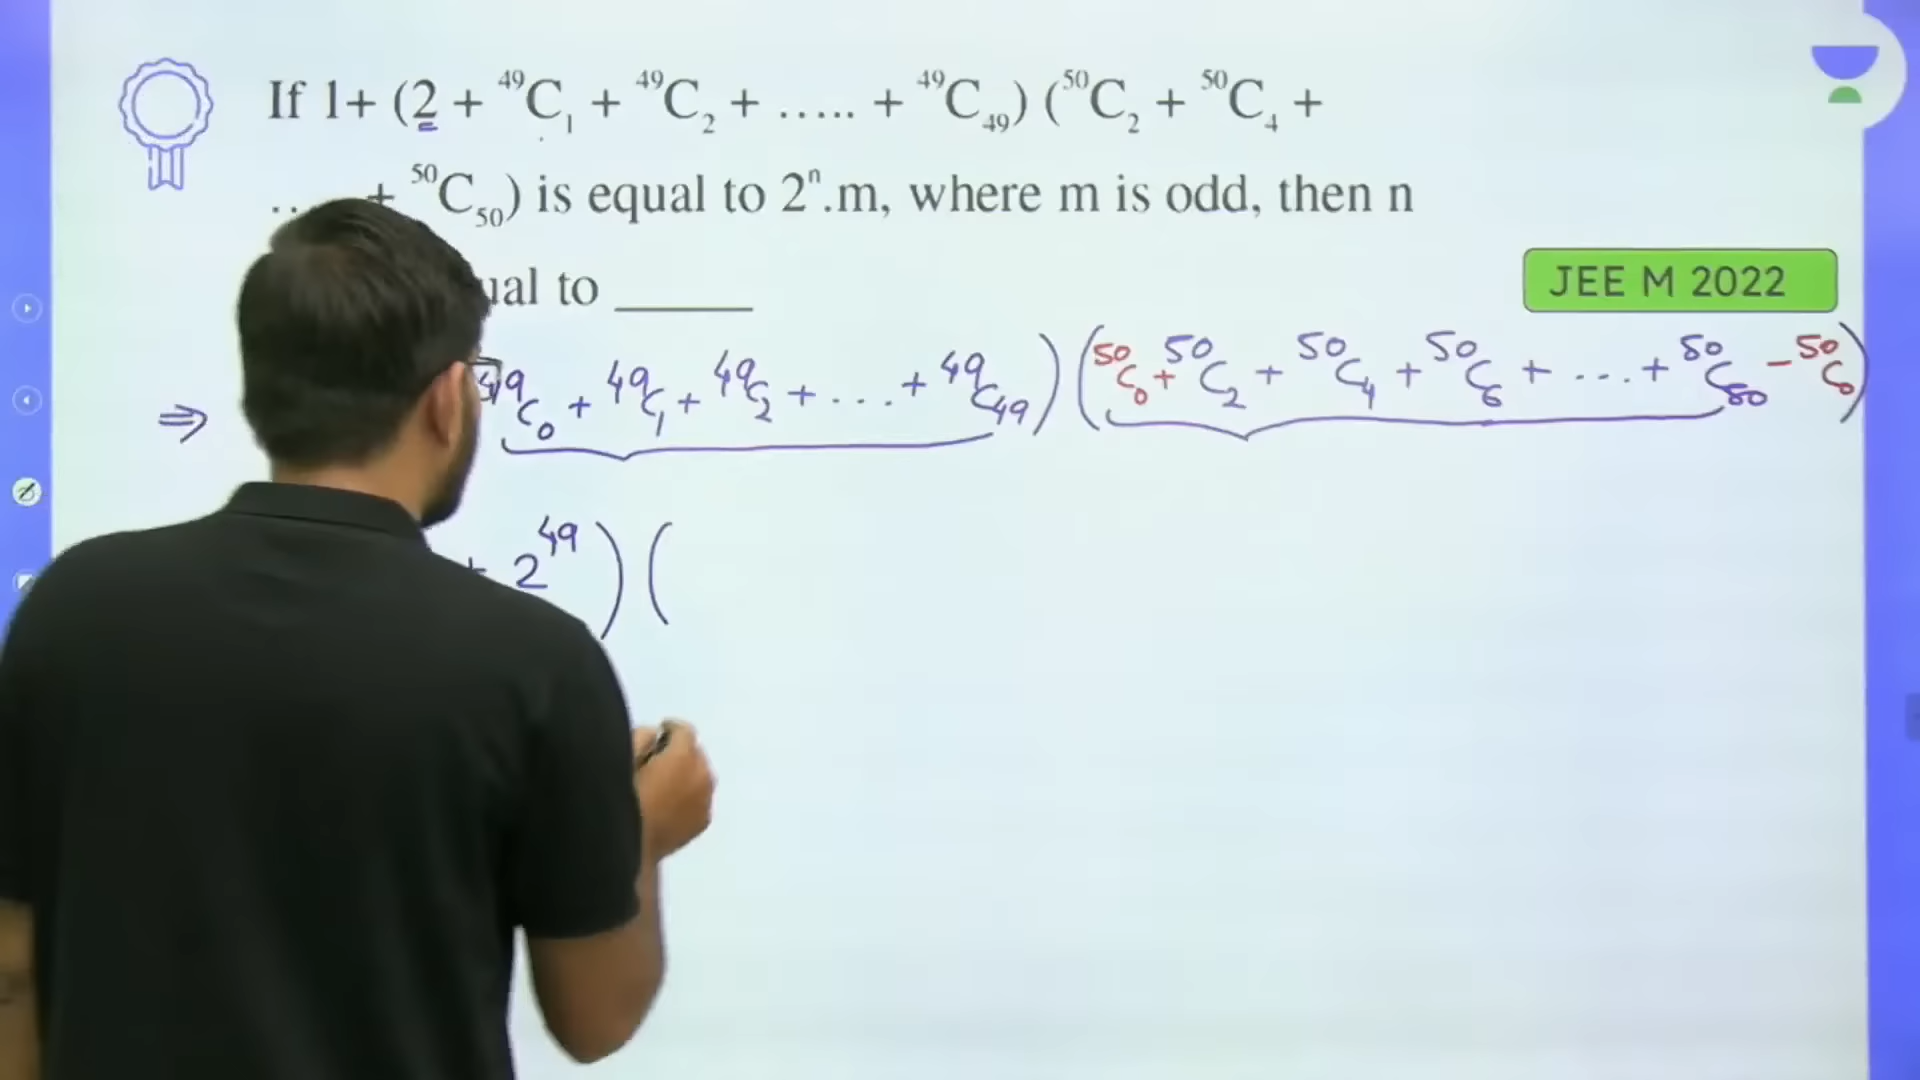 If 1+ (2 + ⁴⁹C₁ + ⁴⁹C₂ + ..... + ⁴⁹C₄₉) (⁵⁰C₂ + ⁵⁰C₄ +
... + ⁵⁰C₅₀) is equal to 2ⁿ.m, where m is odd, then n
to ______
JEE M 2022
⇒ ⁴⁹C₀ + ⁴⁹C₁ + ⁴⁹C₂ + ... + ⁴⁹C₄₉) (⁵⁰C₀ + ⁵⁰C₂ + ⁵⁰C₄ + ⁵⁰C₆ + ... + ⁵⁰C₅₀ - ⁵⁰C₀)
+ 2⁴⁹) (